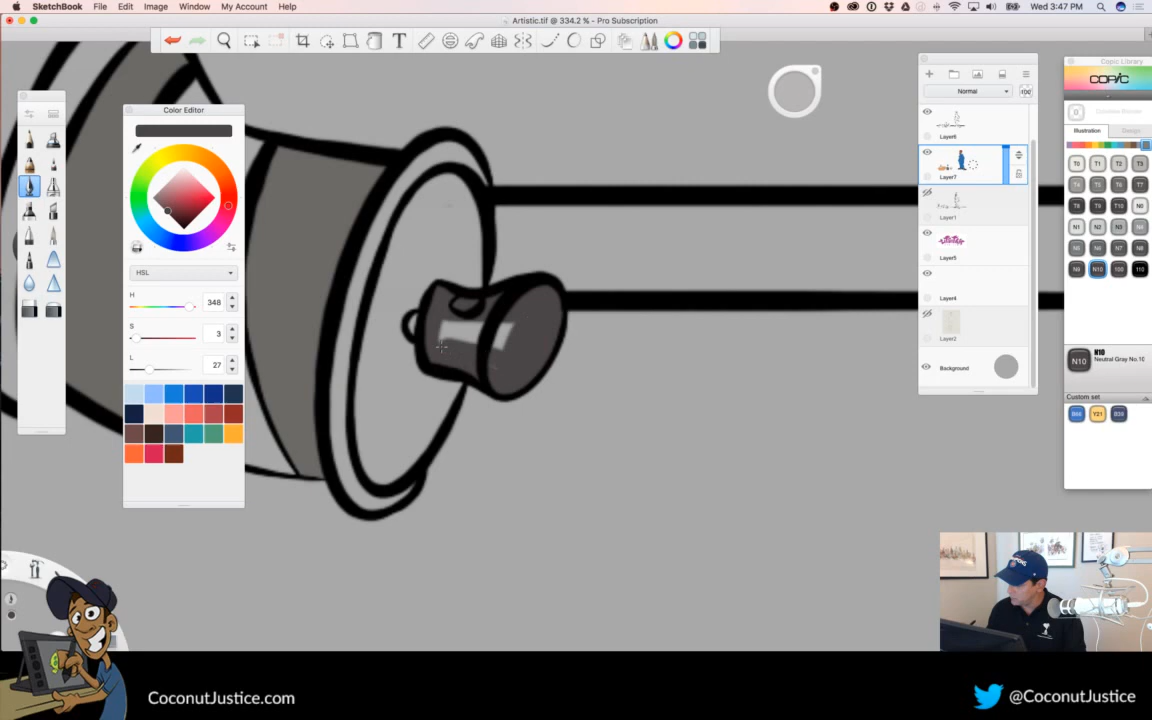 SketchBook File Edit Image Window My Account Help
Wed 3:47 PM
Artistic.tif @ 334.2 % - Pro Subscription
T
Color Editor
HSL
H 348
S 3
L 27
Normal
100
Layer6
Layer7
Layer1
Layer5
Layer4
Layer2
Background
Copic Library
COPIC
Illustration Design
T0 T1 T2 T3
T4 T5 T6 T7
T8 T9 T10 N0
N1 N2 N3 N4
N5 N6 N7 N8
N9 N10 100 110
N10
N10
Neutral Gray No.10
Custom set
Y21
CoconutJustice.com
@CoconutJustice